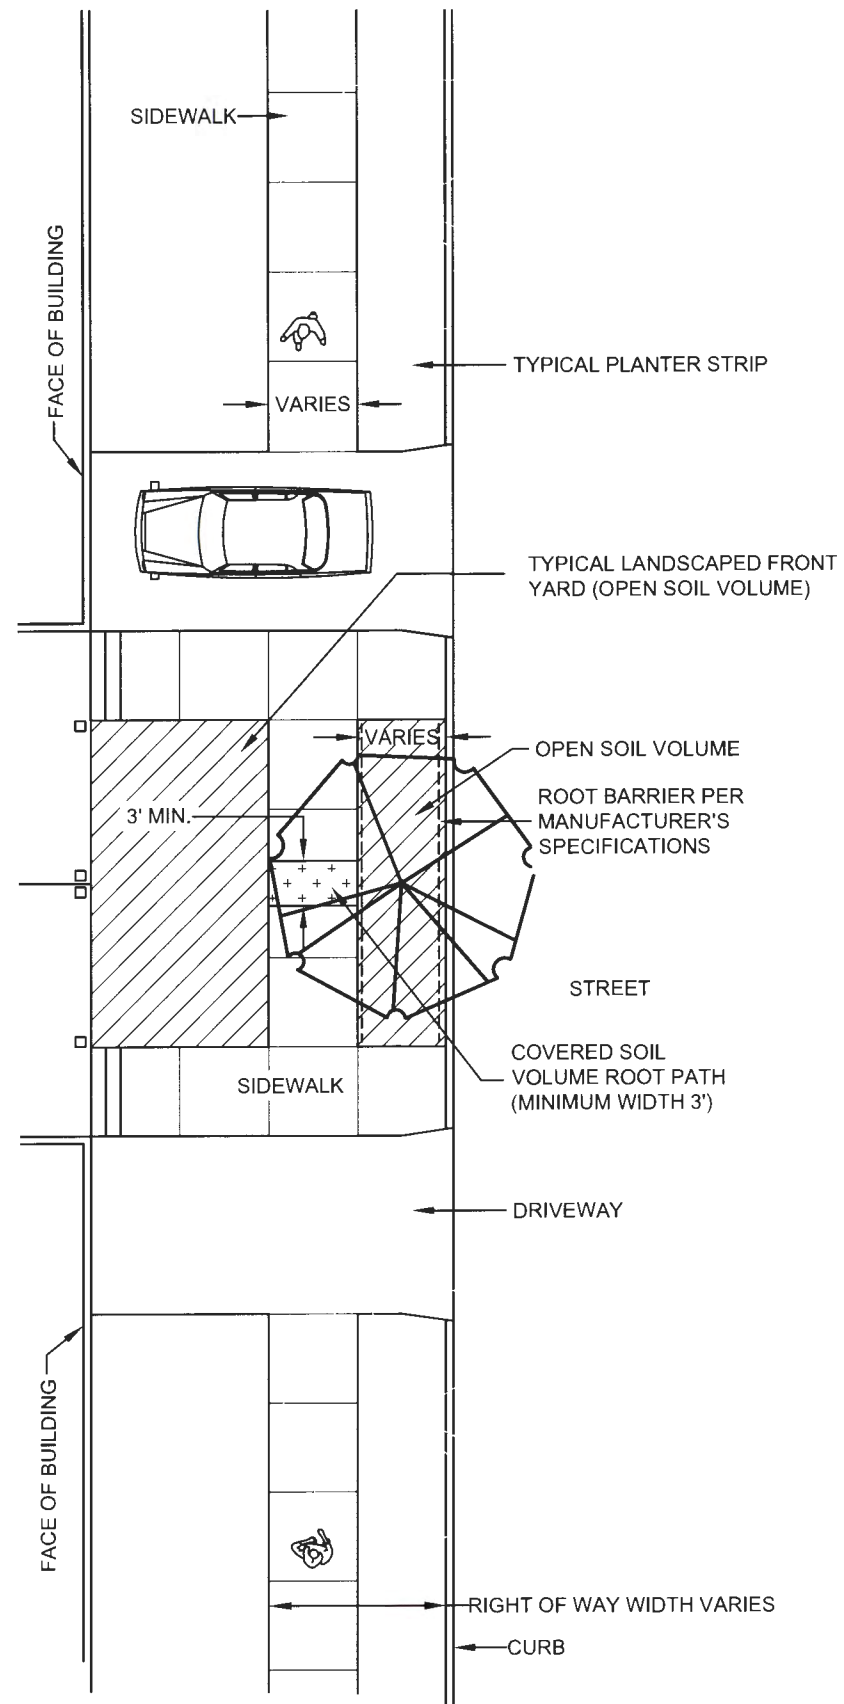 SIDEWALK
FACE OF BUILDING
TYPICAL PLANTER STRIP
VARIES
TYPICAL LANDSCAPED FRONT
YARD (OPEN SOIL VOLUME)
VARIES
OPEN SOIL VOLUME
3' MIN.
ROOT BARRIER PER
MANUFACTURER'S
SPECIFICATIONS
STREET
COVERED SOIL
VOLUME ROOT PATH
(MINIMUM WIDTH 3')
SIDEWALK
DRIVEWAY
FACE OF BUILDING
RIGHT OF WAY WIDTH VARIES
CURB